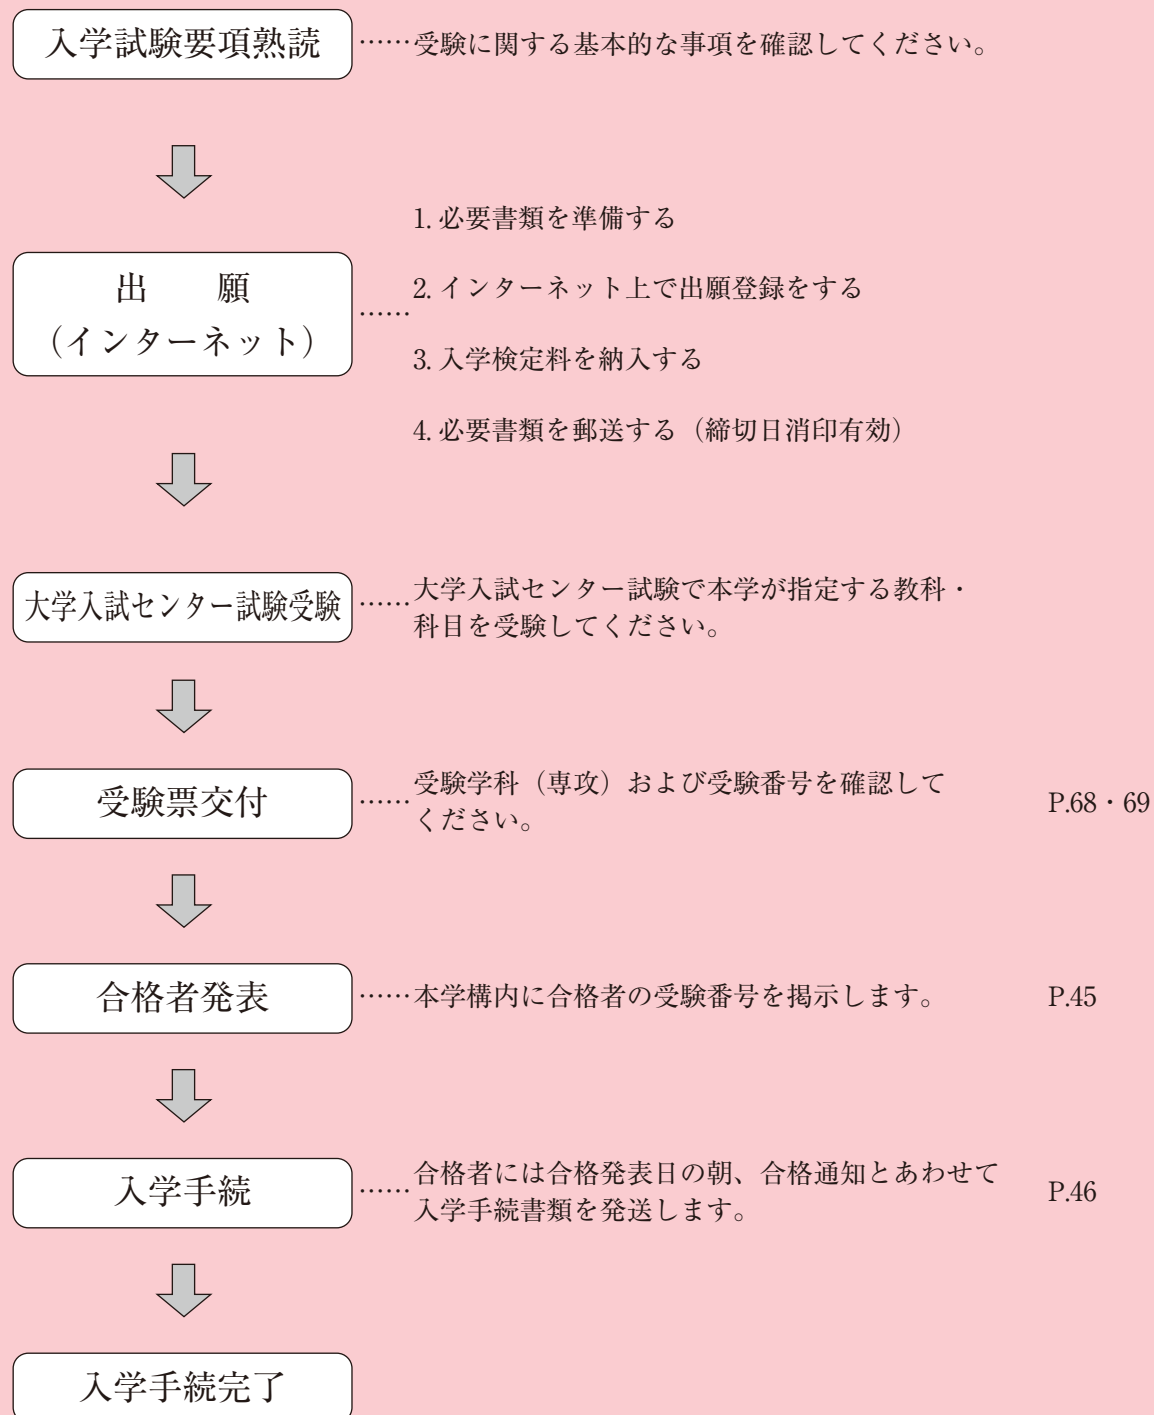 入学試験要項熟読 ……受験に関する基本的な事項を確認してください。
1. 必要書類を準備する
出　　願
（インターネット）
……
2. インターネット上で出願登録をする
3. 入学検定料を納入する
4. 必要書類を郵送する（締切日消印有効）
大学入試センター試験受験 ……大学入試センター試験で本学が指定する教科・
科目を受験してください。
受験票交付 ……受験学科（専攻）および受験番号を確認して
ください。
P.68・69
合格者発表 ……本学構内に合格者の受験番号を掲示します。 P.45
入学手続 ……合格者には合格発表日の朝、合格通知とあわせて
入学手続書類を発送します。
P.46
入学手続完了